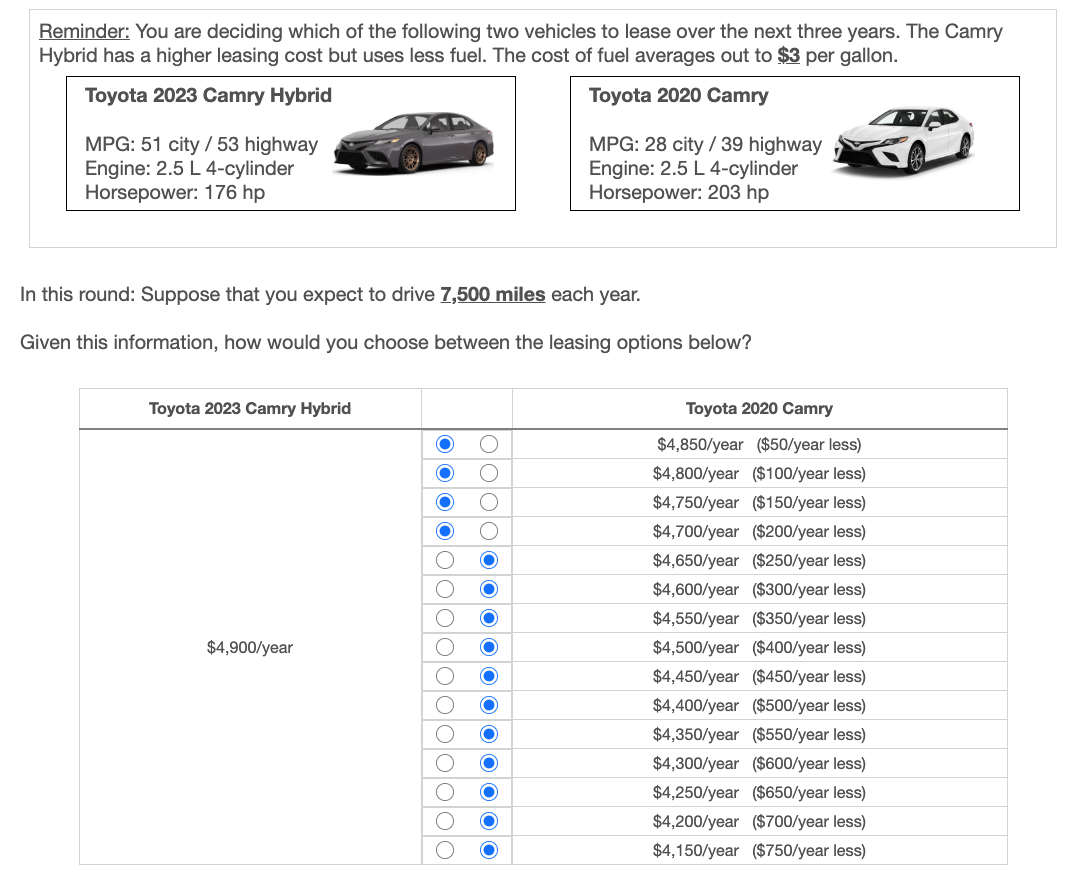 Reminder: You are deciding which of the following two vehicles to lease over the next three years. The Camry
Hybrid has a higher leasing cost but uses less fuel. The cost of fuel averages out to $3 per gallon.
Toyota 2023 Camry Hybrid
MPG: 51 city / 53 highway
Engine: 2.5 L 4-cylinder
Horsepower: 176 hp
Toyota 2020 Camry
MPG: 28 city / 39 highway
Engine: 2.5 L 4-cylinder
Horsepower: 203 hp
In this round: Suppose that you expect to drive 7,500 miles each year.
Given this information, how would you choose between the leasing options below?
Toyota 2023 Camry Hybrid
Toyota 2020 Camry
$4,900/year
$4,850/year ($50/year less)
$4,800/year ($100/year less)
$4,750/year ($150/year less)
$4,700/year ($200/year less)
$4,650/year ($250/year less)
$4,600/year ($300/year less)
$4,550/year ($350/year less)
$4,500/year ($400/year less)
$4,450/year ($450/year less)
$4,400/year ($500/year less)
$4,350/year ($550/year less)
$4,300/year ($600/year less)
$4,250/year ($650/year less)
$4,200/year ($700/year less)
$4,150/year ($750/year less)